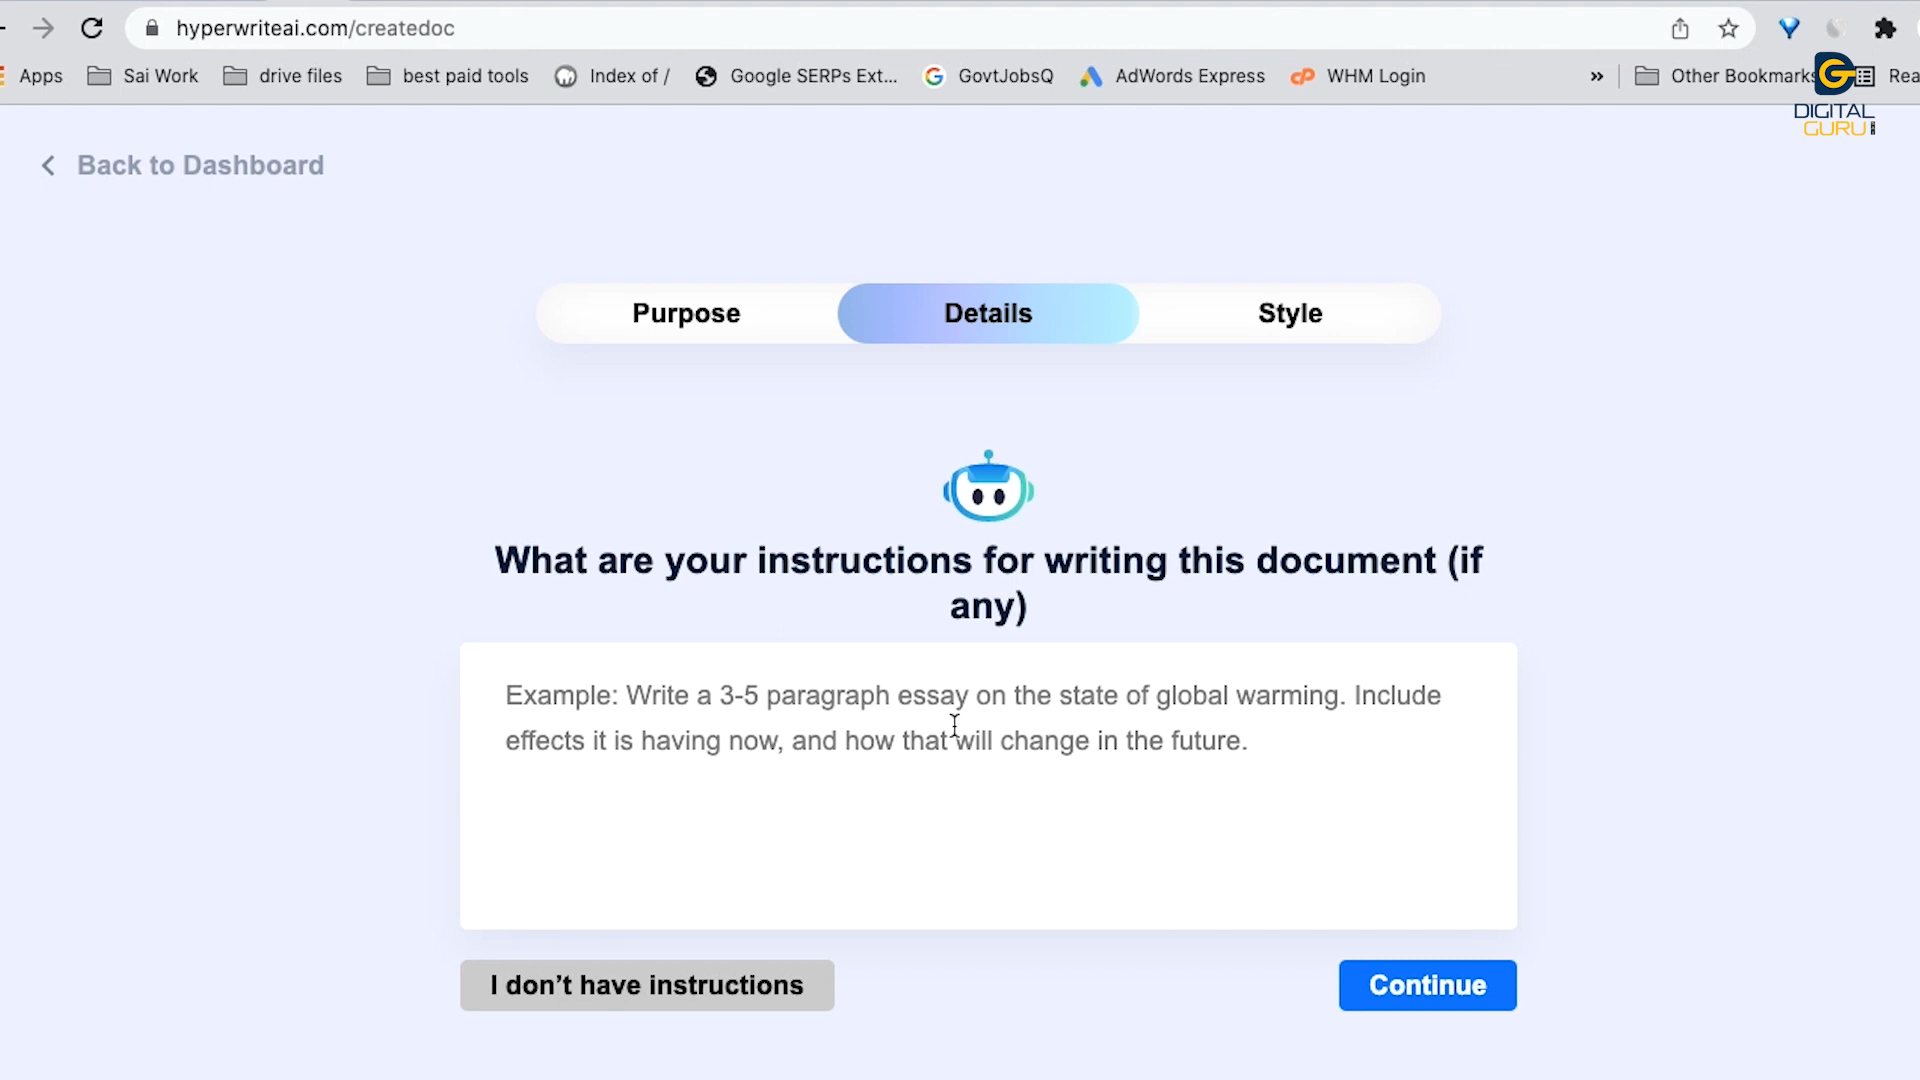 hyperwriteai.com/createdoc
Apps Sai Work drive files best paid tools Index of / Google SERPs Ext... GovtJobsQ AdWords Express WHM Login » Other Bookmarks Rea
DIGITAL
GURU
Back to Dashboard
Purpose Details Style
What are your instructions for writing this document (if
any)
Example: Write a 3-5 paragraph essay on the state of global warming. Include
effects it is having now, and how that will change in the future.
I don’t have instructions Continue